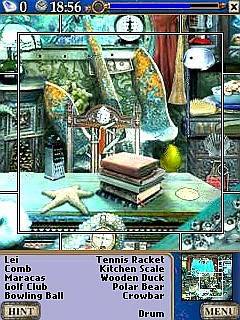 0 18:56
Lei Tennis Racket
Comb Kitchen Scale
Maracas Wooden Duck
Golf Club Polar Bear
Bowling Ball Crowbar
Drum
HINT MENU